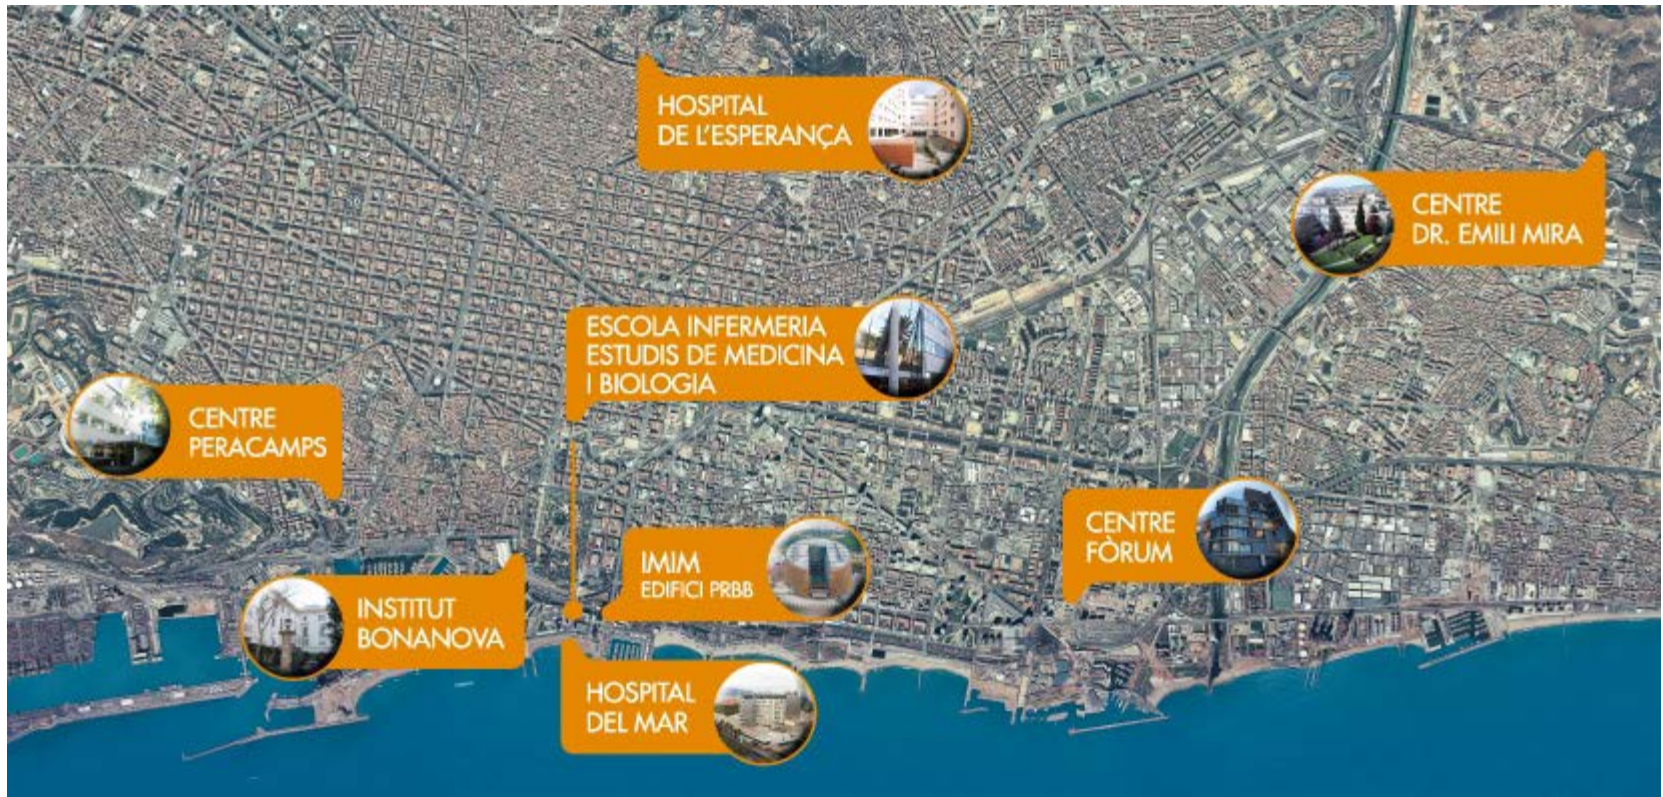 HOSPITAL
DE L'ESPERANÇA
CENTRE
DR. EMILI MIRA
ESCOLA INFERMERIA
ESTUDIS DE MEDICINA
I BIOLOGIA
CENTRE
PERACAMPS
CENTRE
FÒRUM
IMIM
EDIFICI PRBB
INSTITUT
BONANOVA
HOSPITAL
DEL MAR